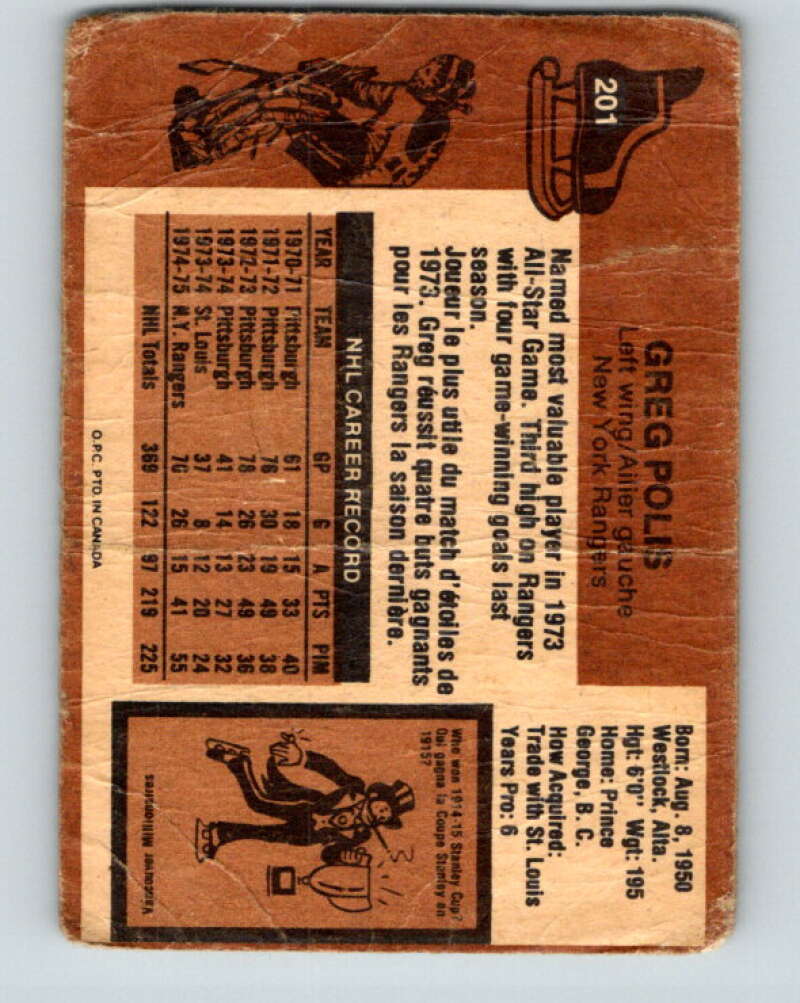 201
GREG POLIS
Left wing/Ailier gauche
New York Rangers
Born: Aug. 8, 1950
Westlock, Alta.
Hgt: 6'0" Wgt: 195
Home: Prince
George, B. C.
How Acquired:
Trade with St. Louis
Years Pro: 6
Named most valuable player in 1973
All-Star Game. Third high on Rangers
with four game-winning goals last
season.
Joueur le plus utile du match d'étoiles de
1973. Greg réussit quatre buts gagnants
pour les Rangers la saison dernière.
NHL CAREER RECORD
YEAR TEAM GP G A PTS PIM
1970-71 Pittsburgh 61 18 15 33 40
1971-72 Pittsburgh 76 30 19 49 38
1972-73 Pittsburgh 78 26 23 49 36
1973-74 Pittsburgh 41 14 13 27 32
1973-74 St. Louis 37 8 12 20 24
1974-75 N.Y. Rangers 76 26 15 41 55
NHL Totals 369 122 97 219 225
Who won 1914-15 Stanley Cup?
Qui gagna la Coupe Stanley en
1915?
Vancouver Millionaires
O.P.C. PTD. IN CANADA